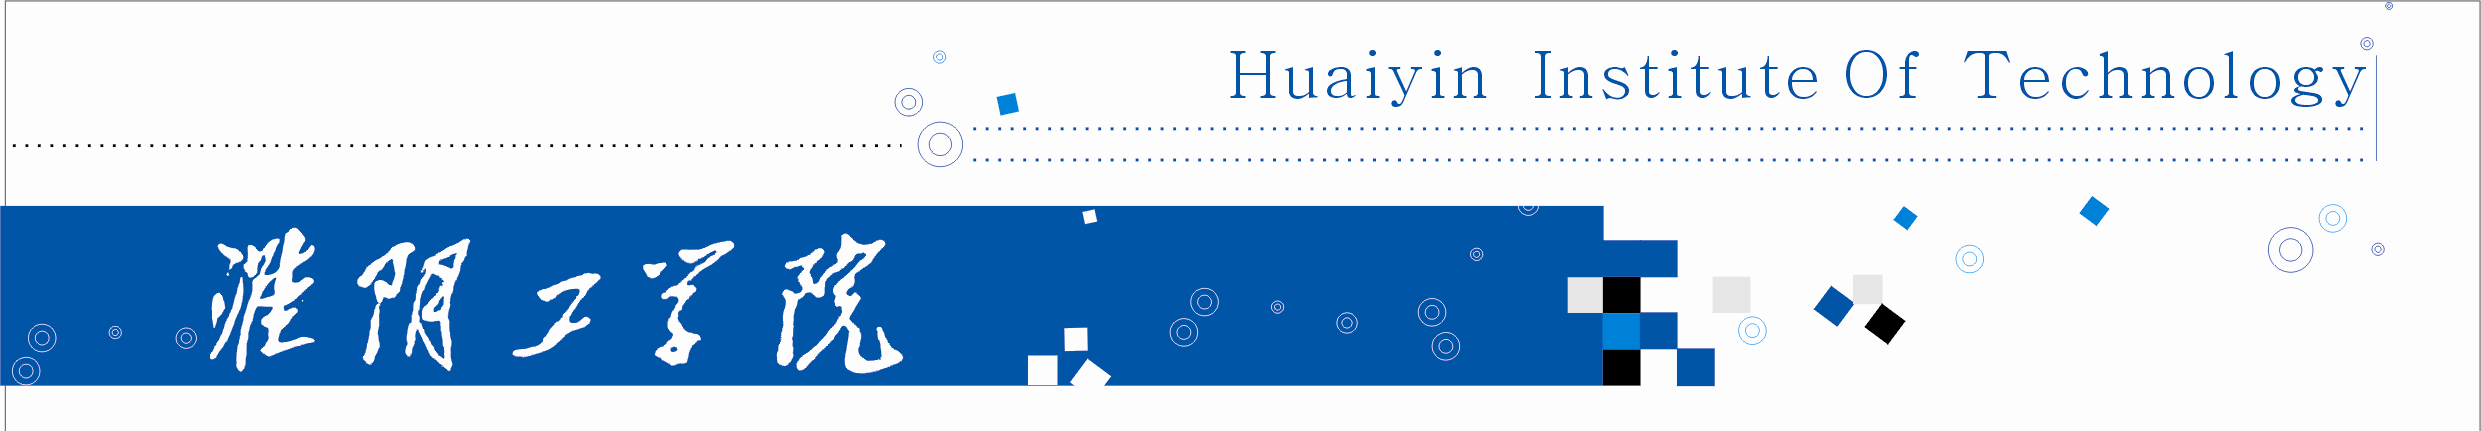 Huaiyin Institute Of Technology
淮阴工学院